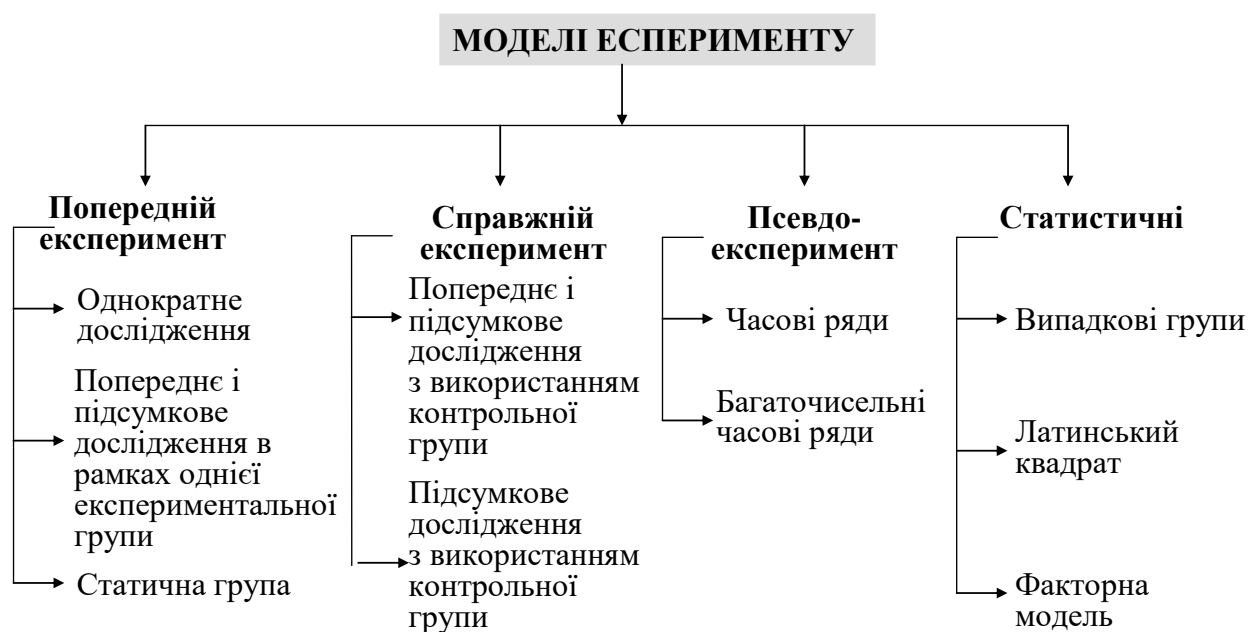 МОДЕЛІ ЕСПЕРИМЕНТУ
Попередній
експеримент
Однократне
дослідження
Попереднє і
підсумкове
дослідження в
рамках однієї
експериментальної
групи
Статична група
Справжній
експеримент
Попереднє і
підсумкове
дослідження
з використанням
контрольної
групи
Підсумкове
дослідження
з використанням
контрольної
групи
Псевдо-
експеримент
Часові ряди
Багаточисельні
часові ряди
Статистичні
Випадкові групи
Латинський
квадрат
Факторна
модель